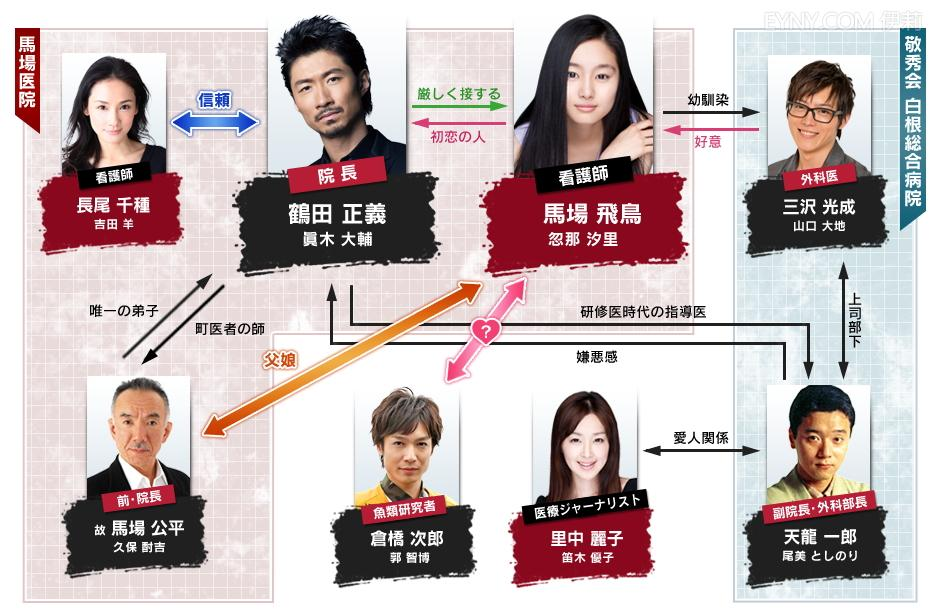 EYNY.COM 伊莉
馬場医院
敬秀会 白根総合病院
看護師
長尾 千種
吉田 羊
信頼
院長
鶴田 正義
眞木 大輔
厳しく接する
初恋の人
看護師
馬場 飛鳥
忽那 汐里
幼馴染
好意
外科医
三沢 光成
山口 大地
唯一の弟子
町医者の師
父娘
?
研修医時代の指導医
嫌悪感
上司部下
前・院長
故 馬場 公平
久保 酎吉
魚類研究者
倉橋 次郎
郭 智博
医療ジャーナリスト
里中 麗子
笛木 優子
愛人関係
副院長・外科部長
天龍 一郎
尾美 としのり